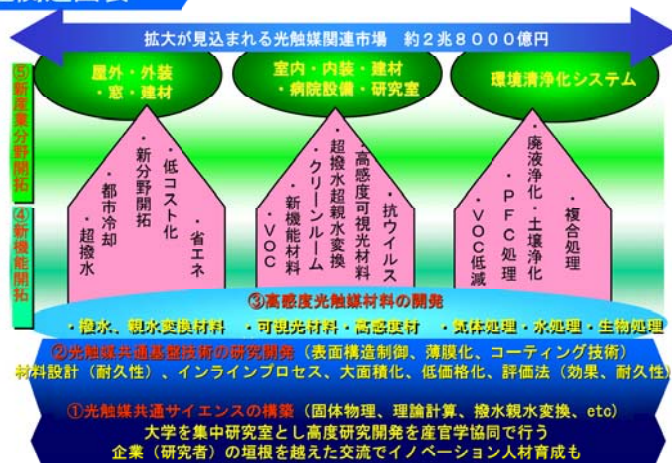 拡大が見込まれる光触媒関連市場 約2兆8000億円
屋外・外装
・窓・建材
室内・内装・建材
・病院設備・研究室
環境清浄化システム
⑤新産業分野開拓
④新機能開拓
・超撥水
・都市冷却
・新分野開拓
・低コスト化
・省エネ
・VOC
・新機能材料
・クリーンルーム
・超撥水超親水変換
・高感度可視光材料
・抗ウイルス
・VOC低減
・PFC処理
・廃液浄化・土壌浄化
・複合処理
③高感度光触媒材料の開発
・撥水、親水変換材料 ・可視光材料・高感度材 ・気体処理・水処理・生物処理
②光触媒共通基盤技術の研究開発（表面構造制御、薄膜化、コーティング技術）
材料設計（耐久性）、インラインプロセス、大面積化、低価格化、評価法（効果、耐久性）
①光触媒共通サイエンスの構築（固体物理、理論計算、撥水親水変換、etc)
大学を集中研究室とし高度研究開発を産官学協同で行う
企業（研究者）の垣根を越えた交流でイノベーション人材育成も